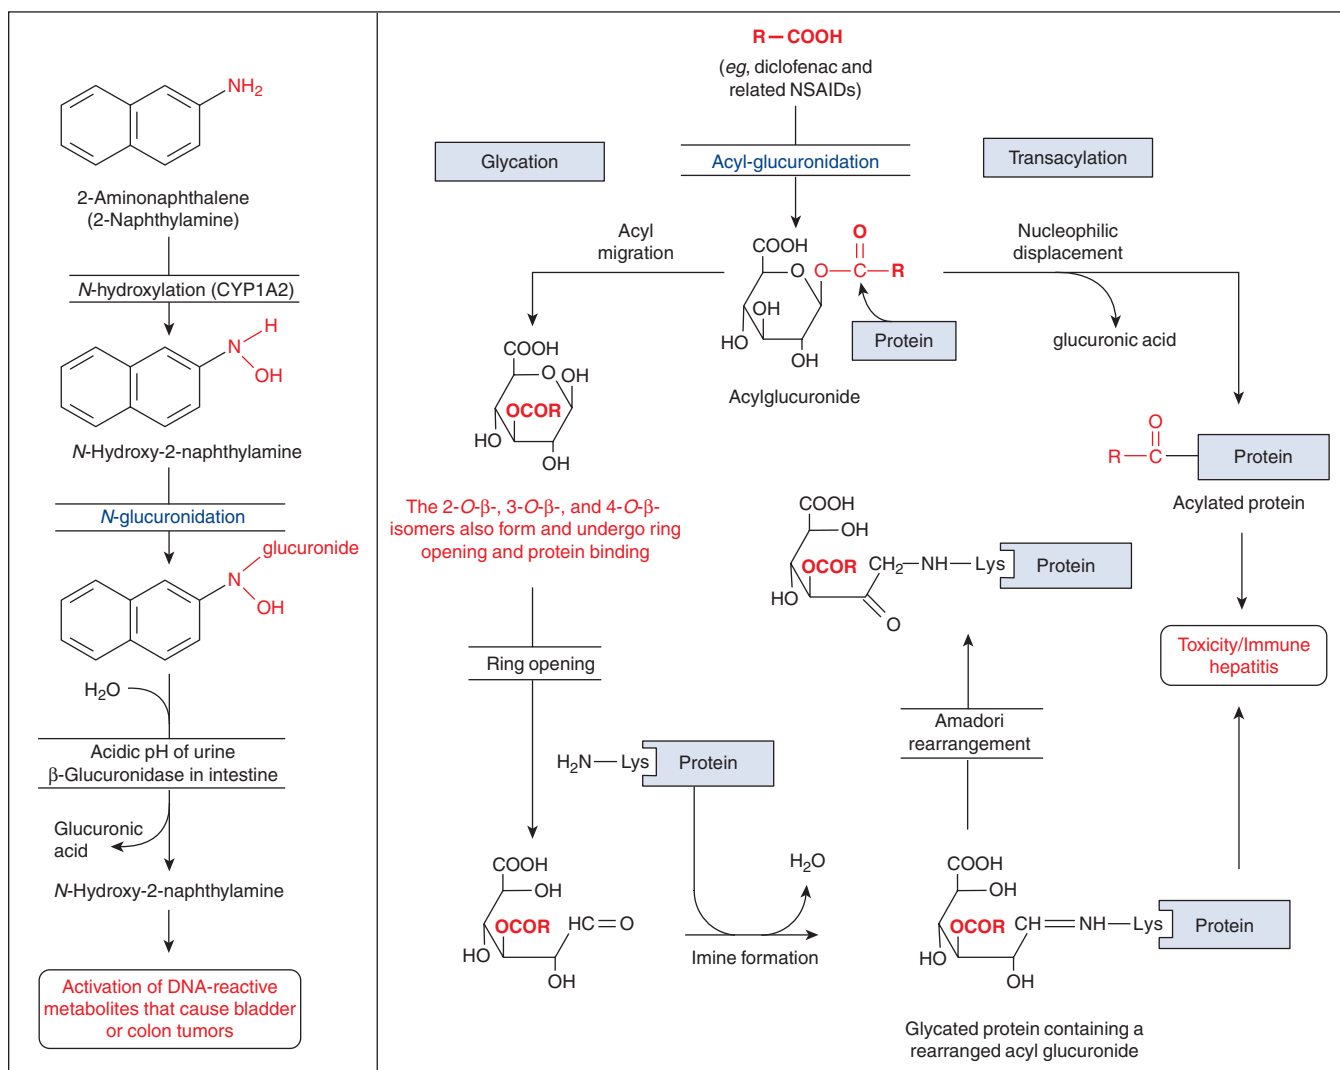 NH2
2-Aminonaphthalene
(2-Naphthylamine)
N-hydroxylation (CYP1A2)
H
N
OH
N-Hydroxy-2-naphthylamine
N-glucuronidation
glucuronide
N
OH
H2O
Acidic pH of urine
β-Glucuronidase in intestine
Glucuronic
acid
N-Hydroxy-2-naphthylamine
Activation of DNA-reactive
metabolites that cause bladder
or colon tumors
R—COOH
(eg, diclofenac and
related NSAIDs)
Glycation
Acyl-glucuronidation
Transacylation
Acyl
migration
Nucleophilic
displacement
COOH
O
O
O—C—R
OH
HO
OH
Protein
Acylglucuronide
glucuronic acid
COOH
O
OH
OCOR
HO
OH
The 2-O-β-, 3-O-β-, and 4-O-β-
isomers also form and undergo ring
opening and protein binding
O
R—C
Protein
Acylated protein
Toxicity/Immune
hepatitis
COOH
OH
OCOR
CH2—NH—Lys
Protein
HO
O
Ring opening
Amadori
rearrangement
H2N—Lys
Protein
COOH
OH
OCOR
HC=O
HO
OH
H2O
Imine formation
COOH
OH
OCOR
CH=NH—Lys
Protein
HO
OH
Glycated protein containing a
rearranged acyl glucuronide